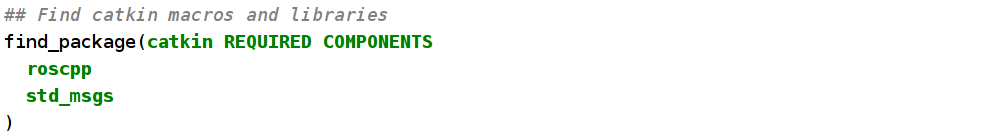 ## Find catkin macros and libraries
find_package(catkin REQUIRED COMPONENTS
  roscpp
  std_msgs
)